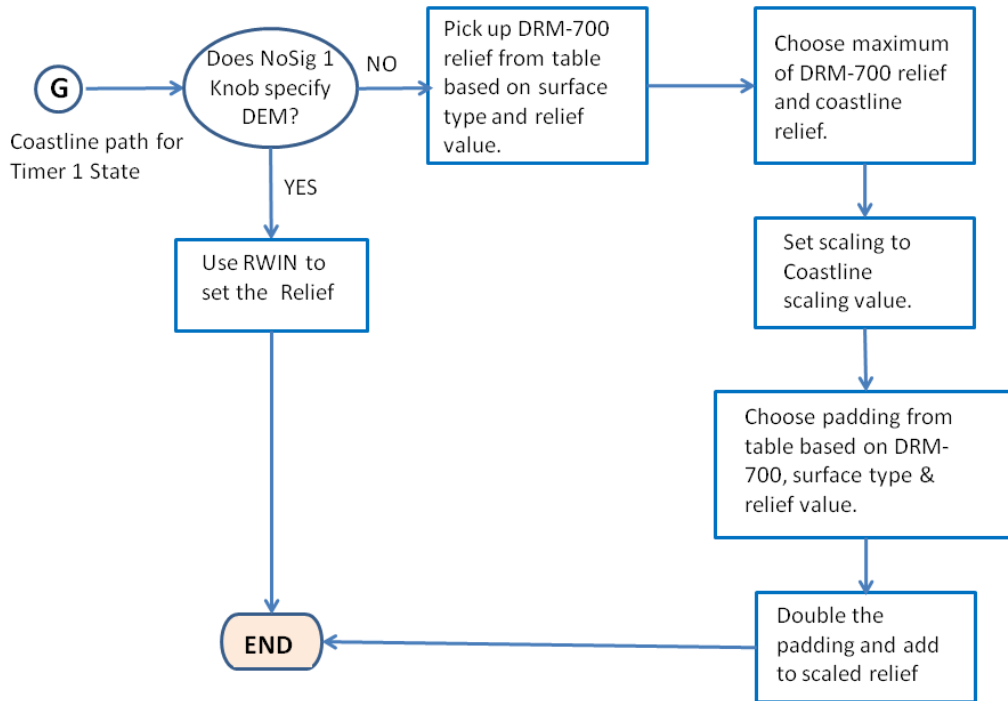 G
Coastline path for
Timer 1 State
Does NoSig 1
Knob specify
DEM?
NO
YES
Pick up DRM-700
relief from table
based on surface
type and relief
value.
Choose maximum
of DRM-700 relief
and coastline
relief.
Use RWIN to
set the Relief
Set scaling to
Coastline
scaling value.
Choose padding from
table based on DRM-
700, surface type &
relief value.
Double the
padding and add
to scaled relief
END